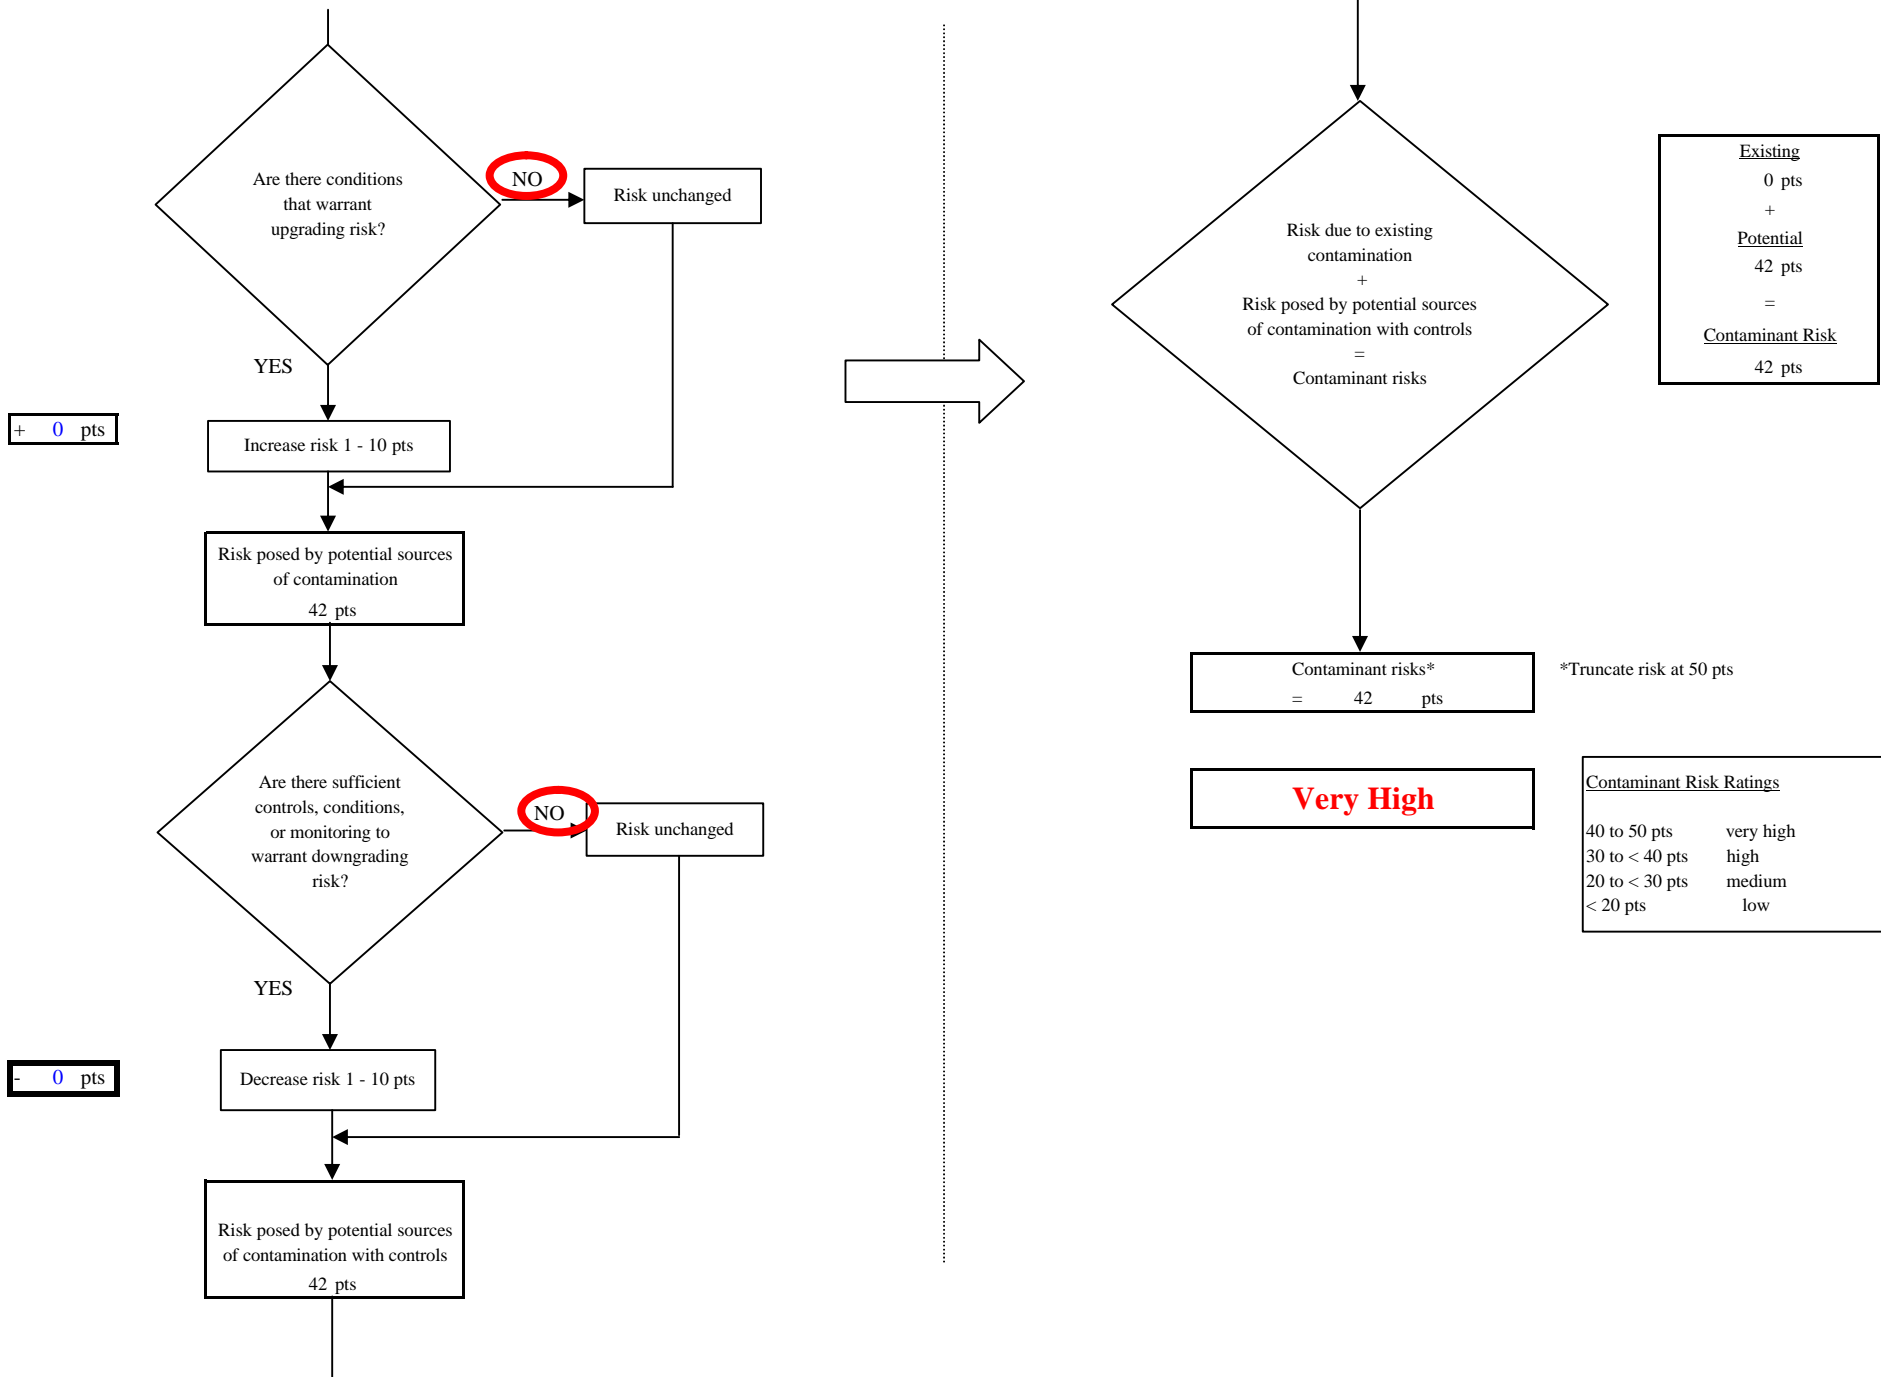 Are there conditions
that warrant
upgrading risk?
NO
Risk unchanged
YES
+ 0 pts
Increase risk 1 - 10 pts
Risk posed by potential sources
of contamination
42 pts
Are there sufficient
controls, conditions,
or monitoring to
warrant downgrading
risk?
NO
Risk unchanged
YES
- 0 pts
Decrease risk 1 - 10 pts
Risk posed by potential sources
of contamination with controls
42 pts
Risk due to existing
contamination
+
Risk posed by potential sources
of contamination with controls
=
Contaminant risks
Existing
0 pts
+
Potential
42 pts
=
Contaminant Risk
42 pts
Contaminant risks*
= 42 pts
*Truncate risk at 50 pts
Very High
Contaminant Risk Ratings
40 to 50 pts very high
30 to < 40 pts high
20 to < 30 pts medium
< 20 pts low